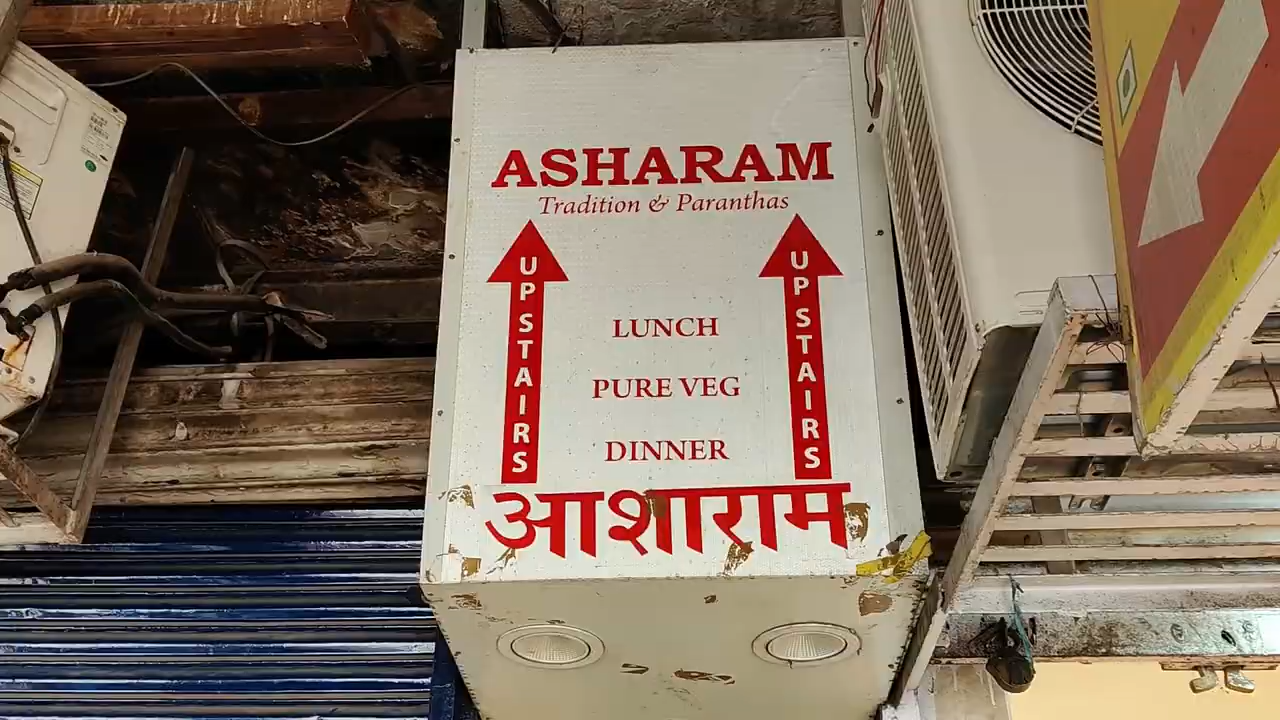 ASHARAM
Tradition & Paranthas
UPSTAIRS
UPSTAIRS
LUNCH
PURE VEG
DINNER
आशाराम